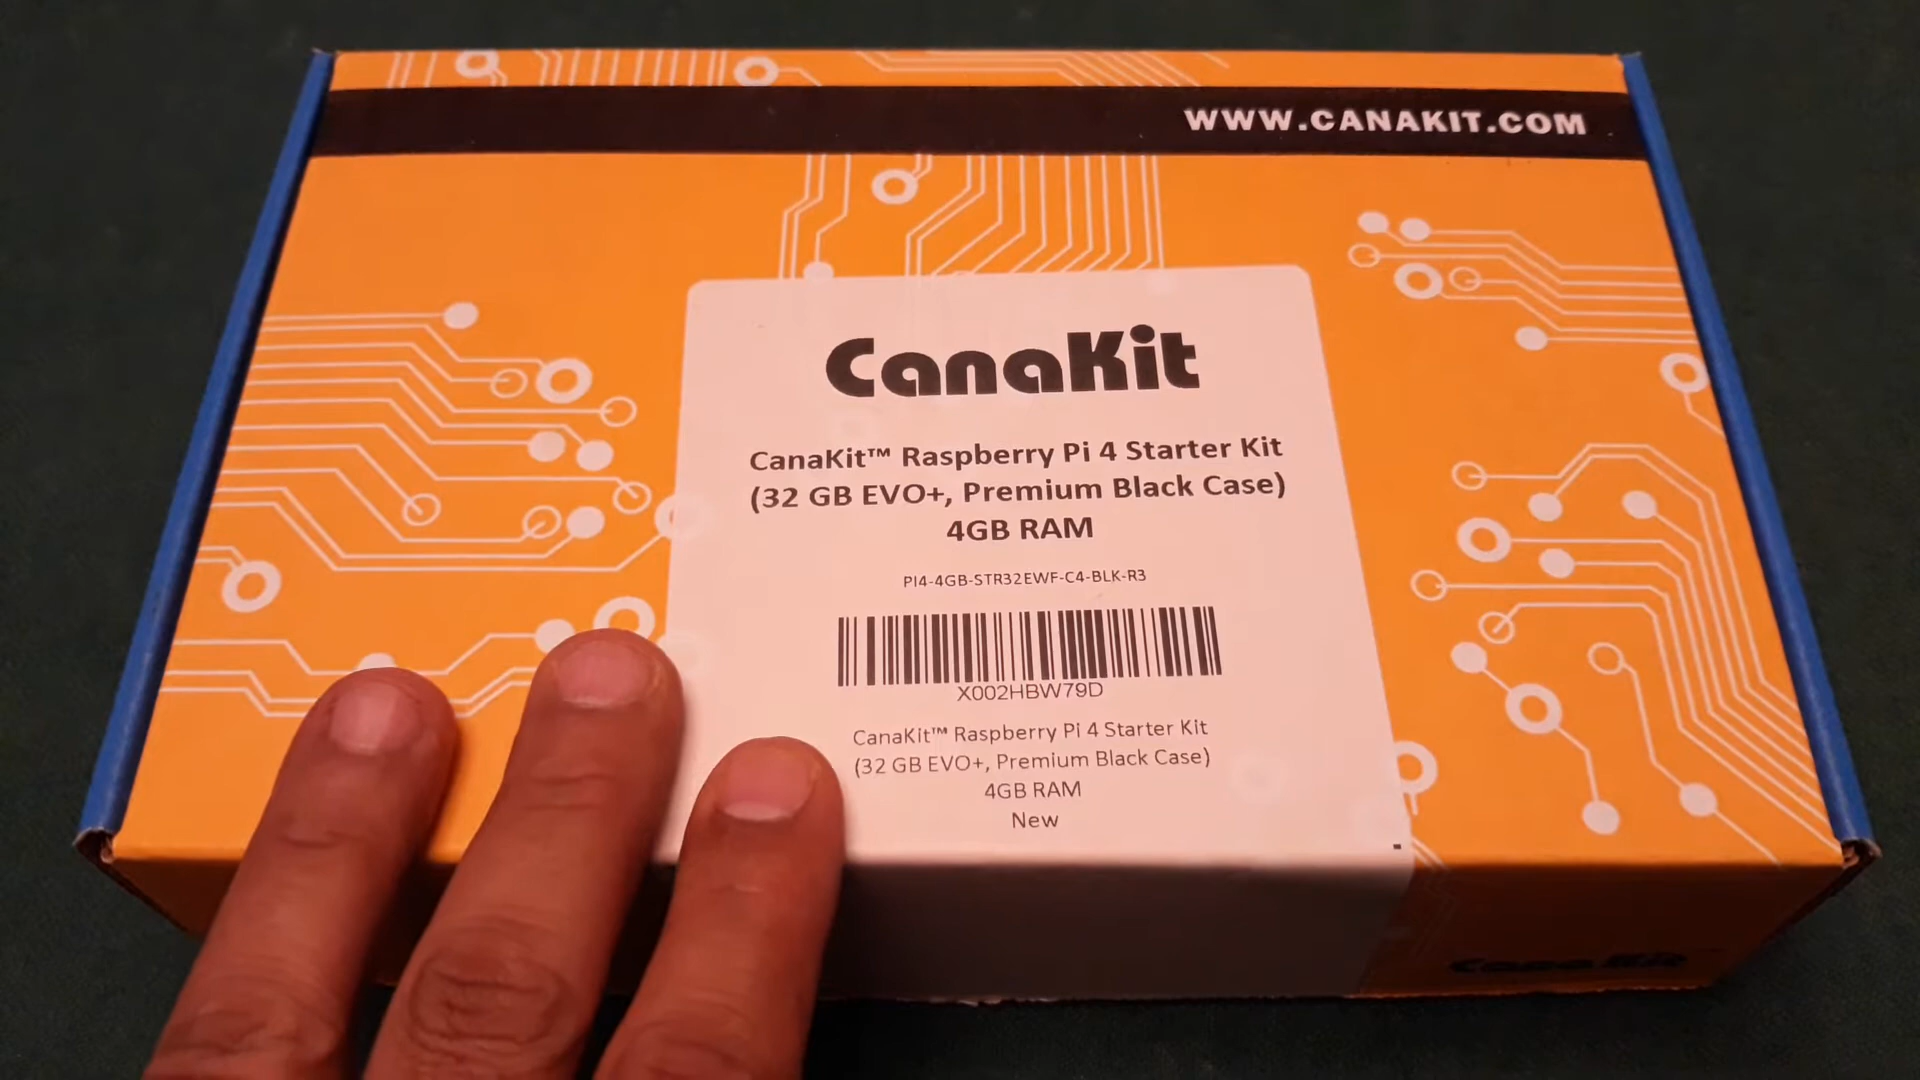 WWW.CANAKIT.COM
CanaKit
CanaKit™ Raspberry Pi 4 Starter Kit
(32 GB EVO+, Premium Black Case)
4GB RAM
PI4-4GB-STR32EWF-C4-BLK-R3
X002HBW79D
CanaKit™ Raspberry Pi 4 Starter Kit
(32 GB EVO+, Premium Black Case)
4GB RAM
New
CanaKit